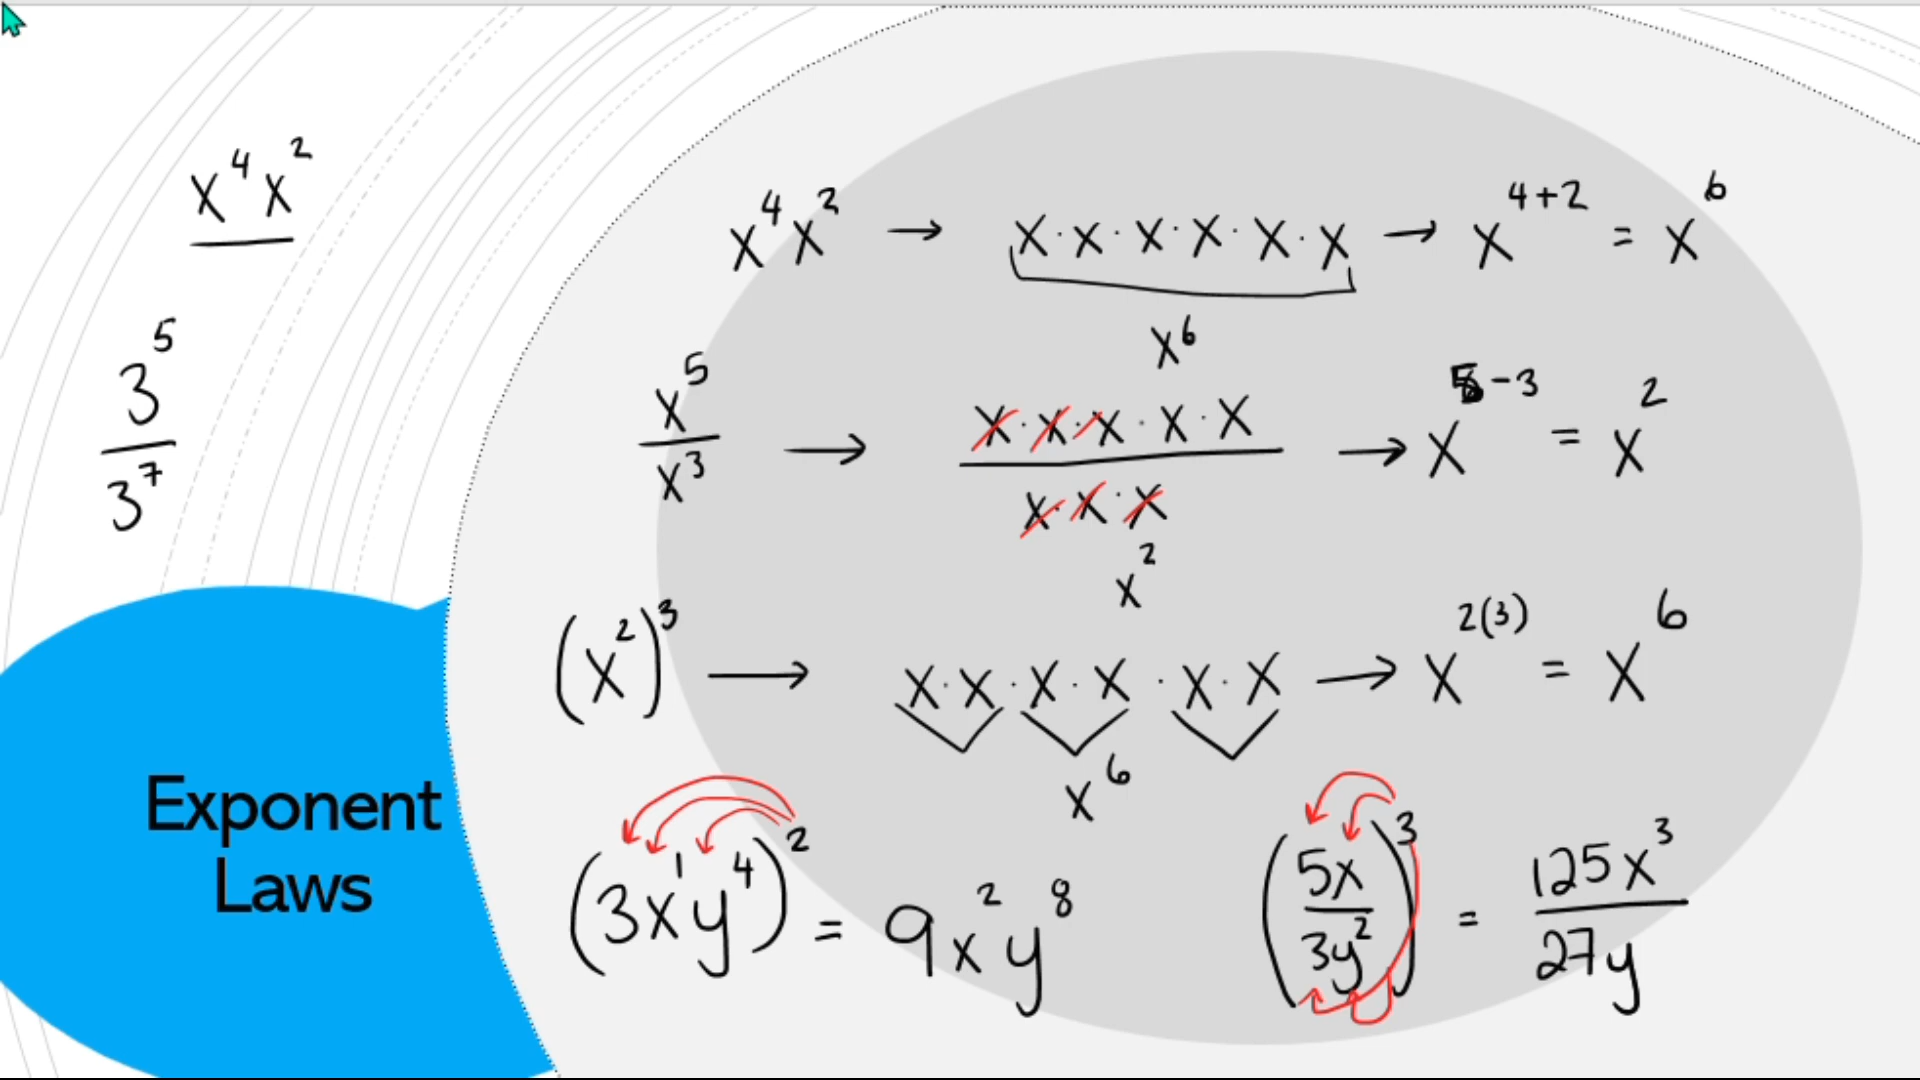 x⁴x²
3⁵/3⁷
Exponent
Laws
x⁴x² → x·x·x·x·x·x → x⁴⁺² = x⁶
x⁶
x⁵/x³ → x·x·x·x·x/x·x·x → x⁵⁻³ = x²
x²
(x²)³ → x·x·x·x·x·x → x²⁽³⁾ = x⁶
x⁶
(3x¹y⁴)² = 9x²y⁸
(5x/3y²)³ = 125x³/27y